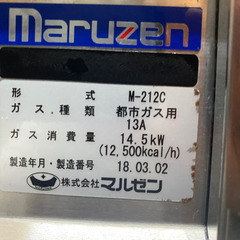 maruzen
形 式 M-212C
ガス、種類 都市ガス用
13A
ガス消費量 14.5kW
(12,500kcal/h)
製造年月・製造番号 18.03.02
株式会社マルゼン